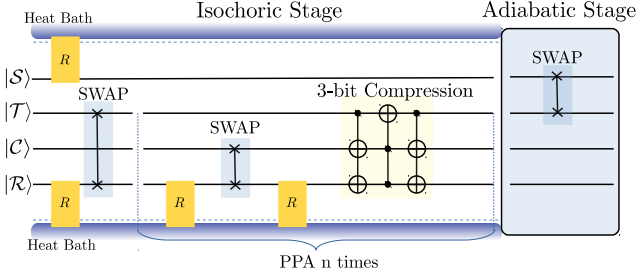 Isochoric Stage
Adiabatic Stage
Heat Bath
R
|S⟩
SWAP
SWAP
3-bit Compression
|T⟩
SWAP
|C⟩
|R⟩
R
R
R
Heat Bath
PPA n times